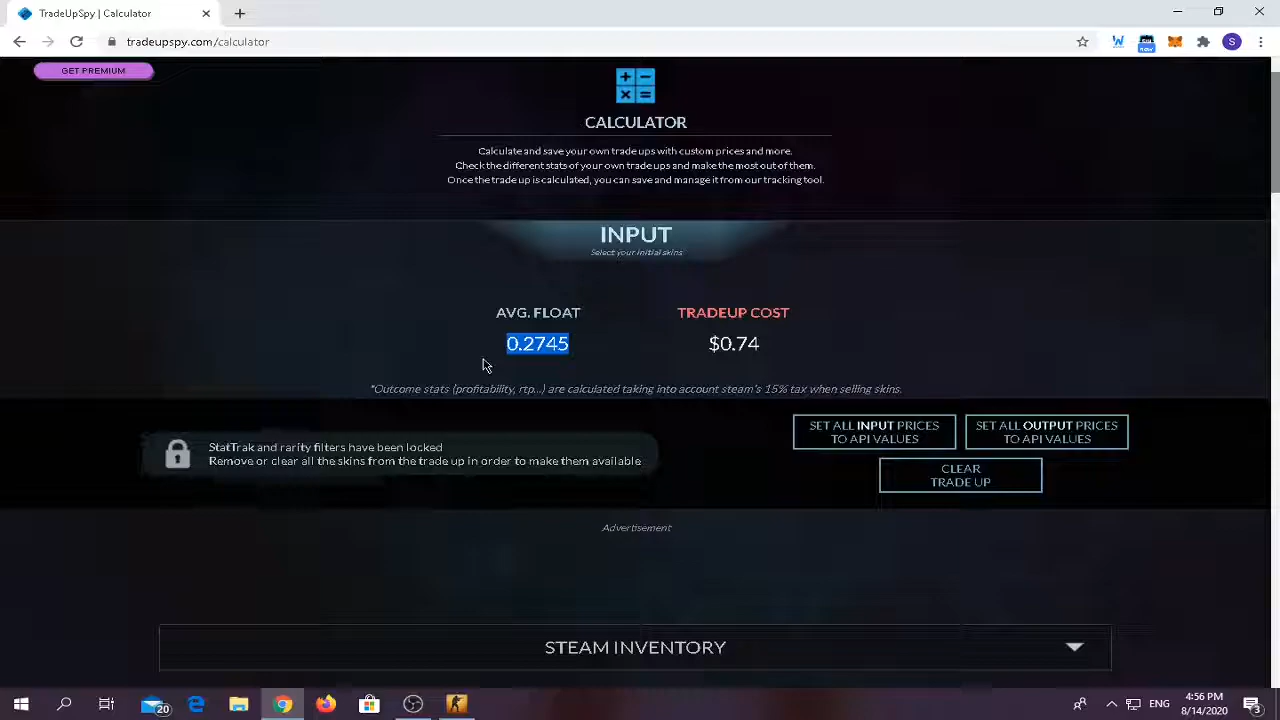 TradeUpSpy | Calculator
tradeupspy.com/calculator
GET PREMIUM
CALCULATOR
Calculate and save your own trade ups with custom prices and more.
Check the different stats of your own trade ups and make the most out of them.
Once the trade up is calculated, you can save and manage it from our tracking tool.
INPUT
Select your initial skins
AVG. FLOAT
TRADEUP COST
0.2745
$0.74
*Outcome stats (profitability, rtp...) are calculated taking into account steam's 15% tax when selling skins.
StatTrak and rarity filters have been locked
Remove or clear all the skins from the trade up in order to make them available
SET ALL INPUT PRICES
TO API VALUES
SET ALL OUTPUT PRICES
TO API VALUES
CLEAR
TRADE UP
Advertisement
STEAM INVENTORY
20
ENG
4:56 PM
8/14/2020
3